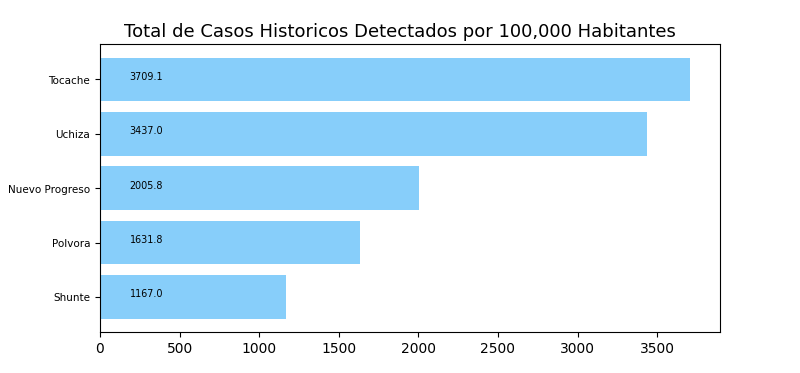 Total de Casos Historicos Detectados por 100,000 Habitantes
Tocache 3709.1
Uchiza 3437.0
Nuevo Progreso 2005.8
Polvora 1631.8
Shunte 1167.0
0 500 1000 1500 2000 2500 3000 3500